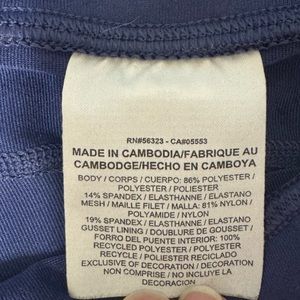 RN#56323 - CA#05553
MADE IN CAMBODIA/FABRIQUE AU
CAMBODGE/HECHO EN CAMBOYA
BODY / CORPS / CUERPO: 86% POLYESTER /
POLYESTER / POLIESTER
14% SPANDEX / ELASTHANNE / ELASTANO
MESH / MAILLE FILET / MALLA: 81% NYLON /
POLYAMIDE / NYLON
19% SPANDEX / ELASTHANNE / ELASTANO
GUSSET LINING / DOUBLURE DE GOUSSET /
FORRO DEL PUENTE INTERIOR: 100%
RECYCLED POLYESTER / POLYESTER
RECYCLÉ / POLIESTER RECICLADO
EXCLUSIVE OF DECORATION / DECORATION
NON COMPRISE / NO INCLUYE LA
DECORACION